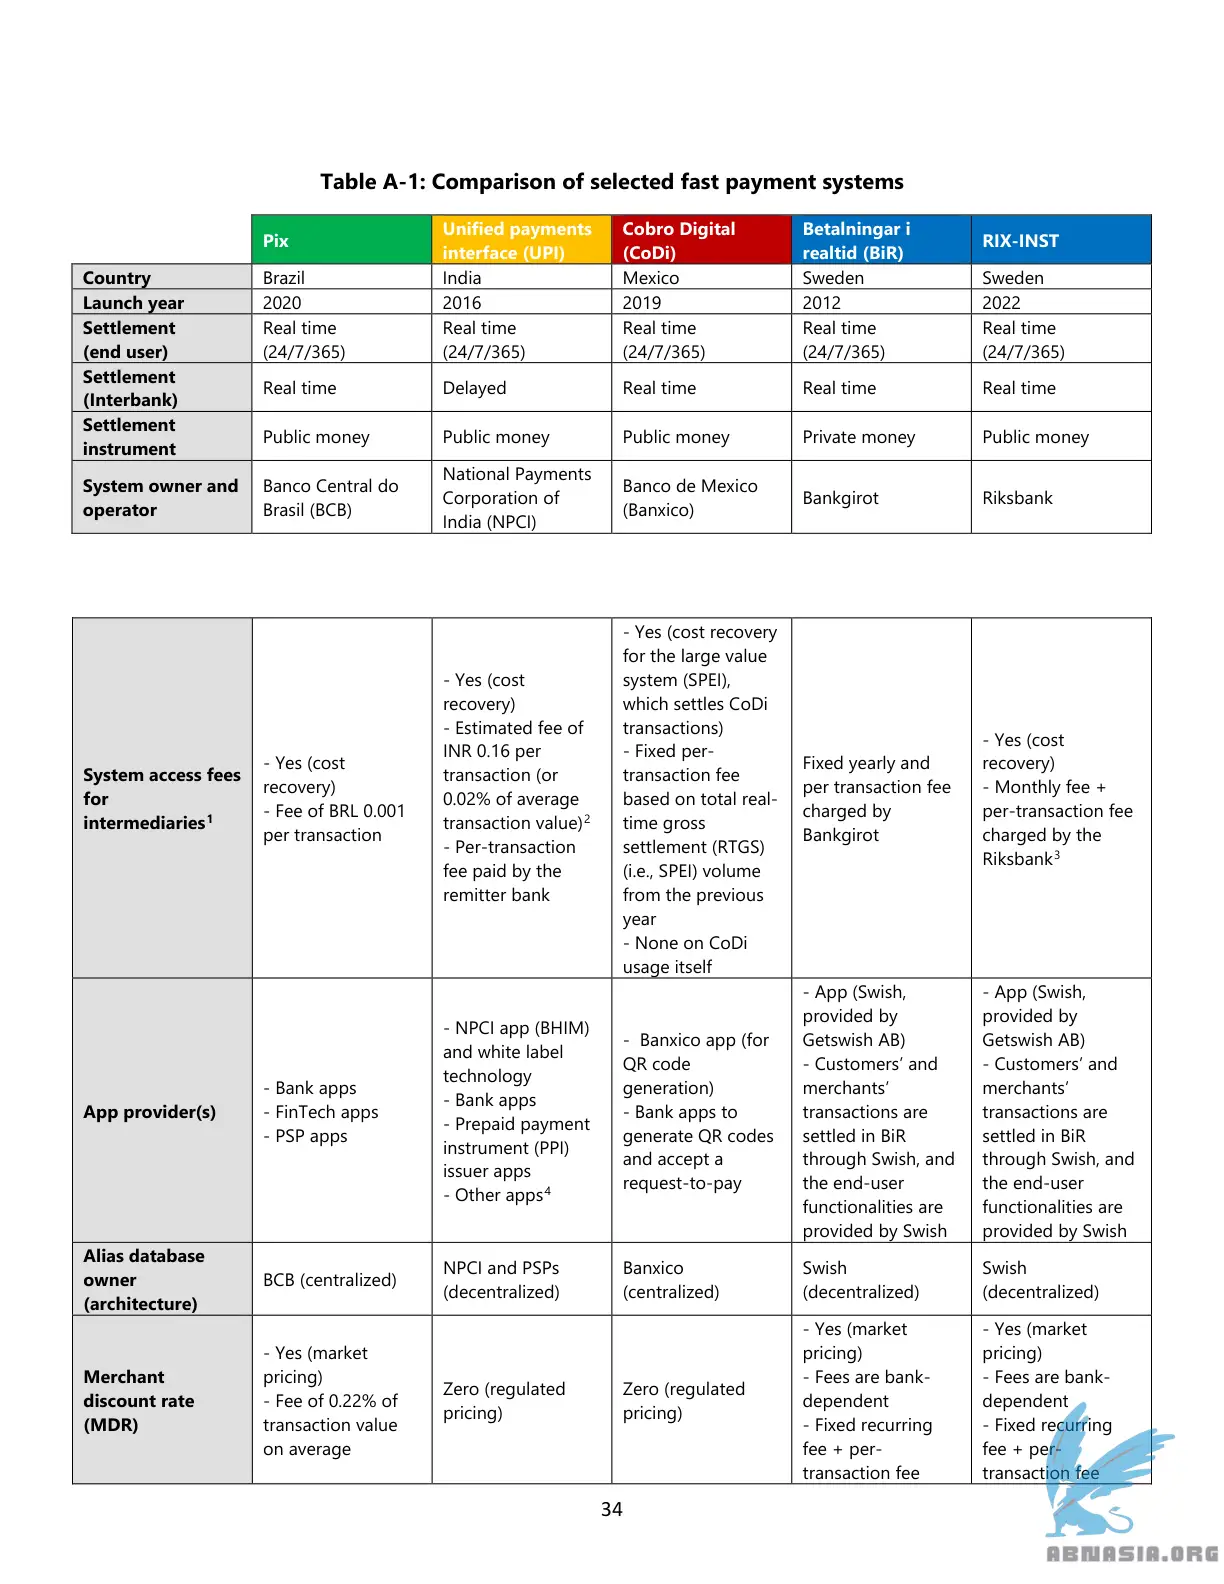 Table A-1: Comparison of selected fast payment systems
Pix
Unified payments
interface (UPI)
Cobro Digital
(CoDi)
Betalningar i
realtid (BiR)
RIX-INST
Country
Brazil
India
Mexico
Sweden
Sweden
Launch year
2020
2016
2019
2012
2022
Settlement
(end user)
Real time
(24/7/365)
Real time
(24/7/365)
Real time
(24/7/365)
Real time
(24/7/365)
Real time
(24/7/365)
Settlement
(Interbank)
Real time
Delayed
Real time
Real time
Real time
Settlement
instrument
Public money
Public money
Public money
Private money
Public money
System owner and
operator
Banco Central do
Brasil (BCB)
National Payments
Corporation of
India (NPCI)
Banco de Mexico
(Banxico)
Bankgirot
Riksbank
System access fees
for
intermediaries1
- Yes (cost
recovery)
- Fee of BRL 0.001
per transaction
- Yes (cost
recovery)
- Estimated fee of
INR 0.16 per
transaction (or
0.02% of average
transaction value)2
- Per-transaction
fee paid by the
remitter bank
- Yes (cost recovery
for the large value
system (SPEI),
which settles CoDi
transactions)
- Fixed per-
transaction fee
based on total real-
time gross
settlement (RTGS)
(i.e., SPEI) volume
from the previous
year
- None on CoDi
usage itself
Fixed yearly and
per transaction fee
charged by
Bankgirot
- Yes (cost
recovery)
- Monthly fee +
per-transaction fee
charged by the
Riksbank3
App provider(s)
- Bank apps
- FinTech apps
- PSP apps
- NPCI app (BHIM)
and white label
technology
- Bank apps
- Prepaid payment
instrument (PPI)
issuer apps
- Other apps4
- Banxico app (for
QR code
generation)
- Bank apps to
generate QR codes
and accept a
request-to-pay
- App (Swish,
provided by
Getswish AB)
- Customers’ and
merchants’
transactions are
settled in BiR
through Swish, and
the end-user
functionalities are
provided by Swish
- App (Swish,
provided by
Getswish AB)
- Customers’ and
merchants’
transactions are
settled in BiR
through Swish, and
the end-user
functionalities are
provided by Swish
Alias database
owner
(architecture)
BCB (centralized)
NPCI and PSPs
(decentralized)
Banxico
(centralized)
Swish
(decentralized)
Swish
(decentralized)
Merchant
discount rate
(MDR)
- Yes (market
pricing)
- Fee of 0.22% of
transaction value
on average
Zero (regulated
pricing)
Zero (regulated
pricing)
- Yes (market
pricing)
- Fees are bank-
dependent
- Fixed recurring
fee + per-
transaction fee
- Yes (market
pricing)
- Fees are bank-
dependent
- Fixed recurring
fee + per-
transaction fee
34
ABNASIA.ORG